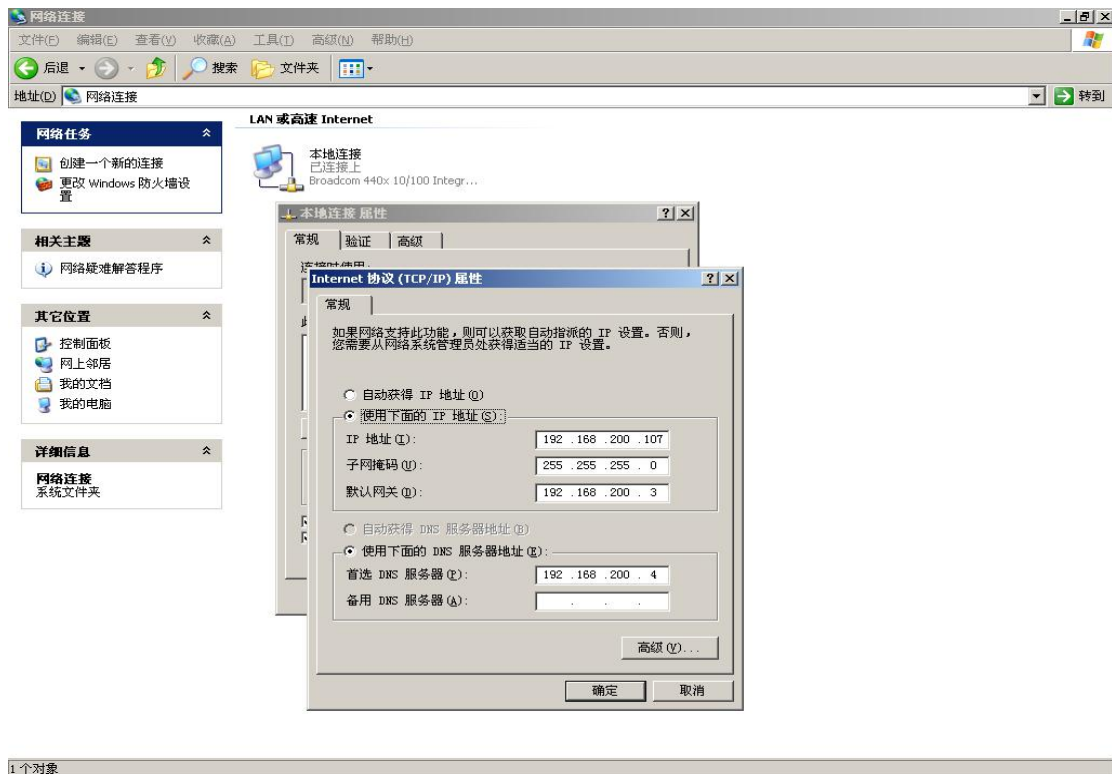 网络连接
文件(F) 编辑(E) 查看(V) 收藏(A) 工具(T) 高级(N) 帮助(H)
后退 搜索 文件夹
地址(D) 网络连接 转到
网络任务
创建一个新的连接
更改 Windows 防火墙设
置
相关主题
网络疑难解答程序
其它位置
控制面板
网上邻居
我的文档
我的电脑
详细信息
网络连接
系统文件夹
LAN 或高速 Internet
本地连接
已连接上
Broadcom 440x 10/100 Integr...
本地连接 属性
常规 验证 高级
连接时使用:
Internet 协议 (TCP/IP) 属性
常规
如果网络支持此功能，则可以获取自动指派的 IP 设置。否则，
您需要从网络系统管理员处获得适当的 IP 设置。
自动获得 IP 地址(O)
使用下面的 IP 地址(S):
IP 地址(I): 192 .168 .200 .107
子网掩码(U): 255 .255 .255 . 0
默认网关(D): 192 .168 .200 . 3
自动获得 DNS 服务器地址(B)
使用下面的 DNS 服务器地址(E):
首选 DNS 服务器(P): 192 .168 .200 . 4
备用 DNS 服务器(A): . . .
高级(V)...
确定 取消
1 个对象